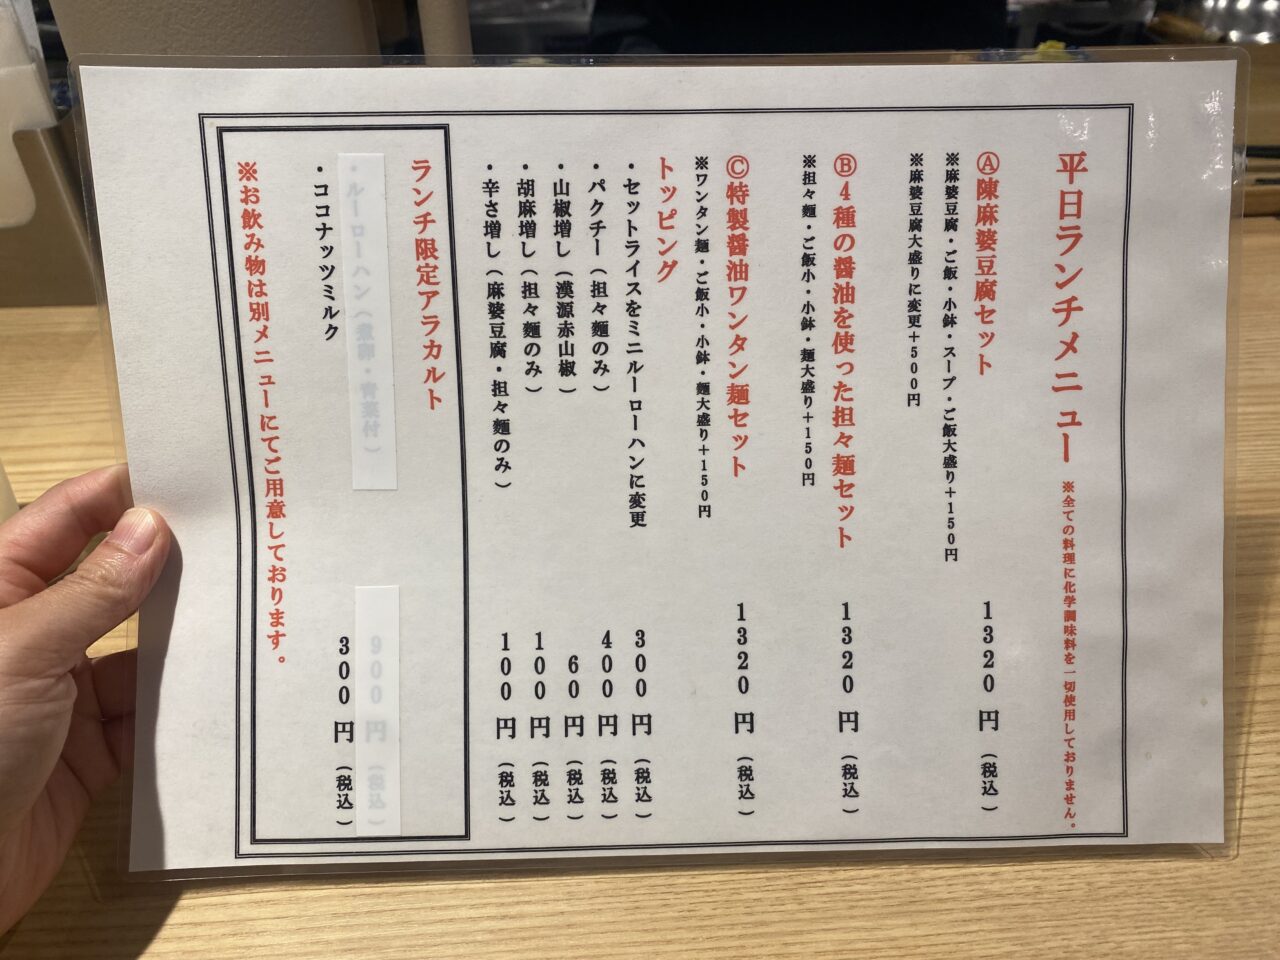 平日ランチメニュー ※全ての料理に化学調味料を一切使用しておりません。
Ⓐ陳麻婆豆腐セット 1320円(税込)
※麻婆豆腐・ご飯・小鉢・スープ・ご飯大盛り+150円
※麻婆豆腐大盛りに変更+500円
Ⓑ4種の醤油を使った担々麺セット 1320円(税込)
※担々麺・ご飯小・小鉢・麺大盛り+150円
Ⓒ特製醤油ワンタン麺セット 1320円(税込)
※ワンタン麺・ご飯小・小鉢・麺大盛り+150円
トッピング
・セットライスをミニルーローハンに変更 300円(税込)
・パクチー(担々麺のみ) 400円(税込)
・山椒増し(漢源赤山椒) 60円(税込)
・胡麻増し(担々麺のみ) 100円(税込)
・辛さ増し(麻婆豆腐・担々麺のみ) 100円(税込)
ランチ限定アラカルト
・ルーローハン(煮卵・青菜付) 900円(税込)
・ココナッツミルク 300円(税込)
※お飲み物は別メニューにてご用意しております。